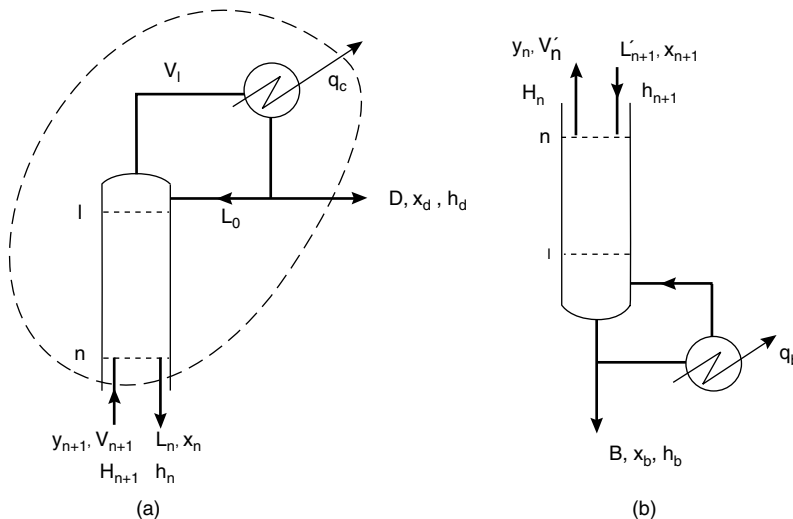 V_l
q_c
l
L_0
D, x_d , h_d
n
y_{n+1}, V_{n+1}
L_n, x_n
H_{n+1}
h_n
(a)
y_n, V´_n
L´_{n+1}, x_{n+1}
H_n
h_{n+1}
n
l
q_b
B, x_b, h_b
(b)